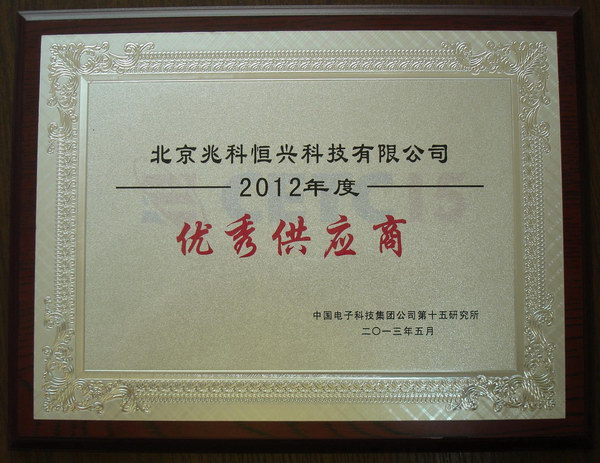 北京兆科恒兴科技有限公司
2012年度
优秀供应商
中国电子科技集团公司第十五研究所
二〇一三年五月